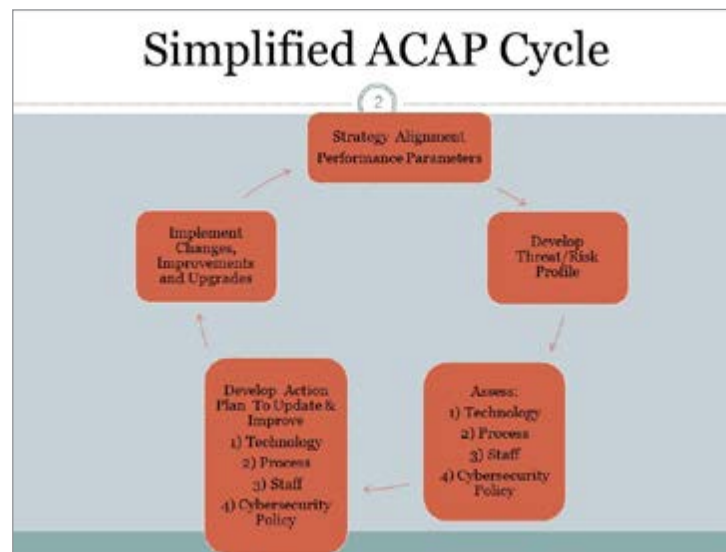 Simplified ACAP Cycle
2
Strategy Alignment
Performance Parameters
Develop
Threat/Risk
Profile
Assess:
1) Technology
2) Process
3) Staff
4) Cybersecurity
Policy
Develop Action
Plan To Update &
Improve
1) Technology
2) Process
3) Staff
4) Cybersecurity
Policy
Implement
Changes,
Improvements
and Upgrades